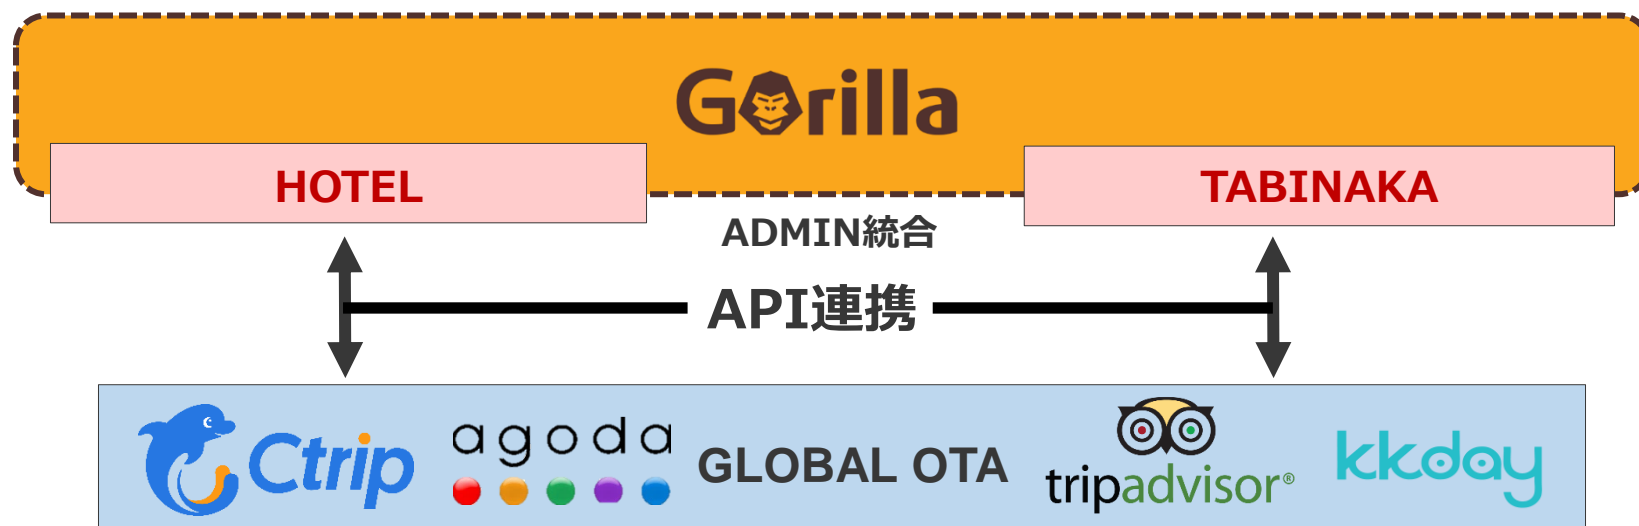 Gorilla
HOTEL
TABINAKA
ADMIN統合
API連携
Ctrip
agoda
GLOBAL OTA
tripadvisor®
kkday